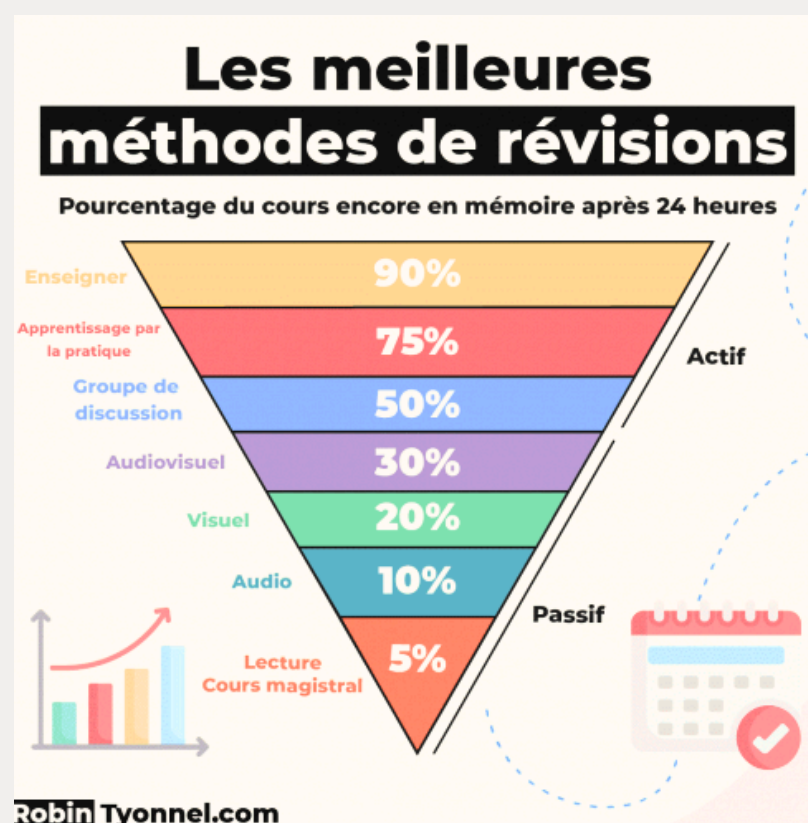 Les meilleures
méthodes de révisions
Pourcentage du cours encore en mémoire après 24 heures
Enseigner
90%
Apprentissage par
la pratique
75%
Actif
Groupe de
discussion
50%
Audiovisuel
30%
Visuel
20%
Audio
10%
Passif
Lecture
Cours magistral
5%
Robin Tyonnel.com